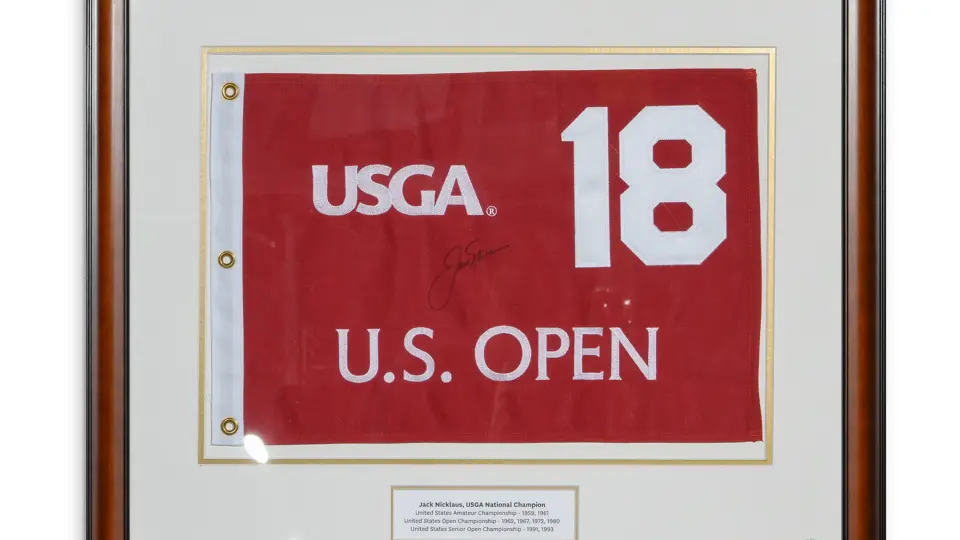 USGA®
18
U.S. OPEN
Jack Nicklaus, USGA National Champion
United States Amateur Championship - 1959, 1961
United States Open Championship - 1962, 1967, 1972, 1980
United States Senior Open Championship - 1991, 1993